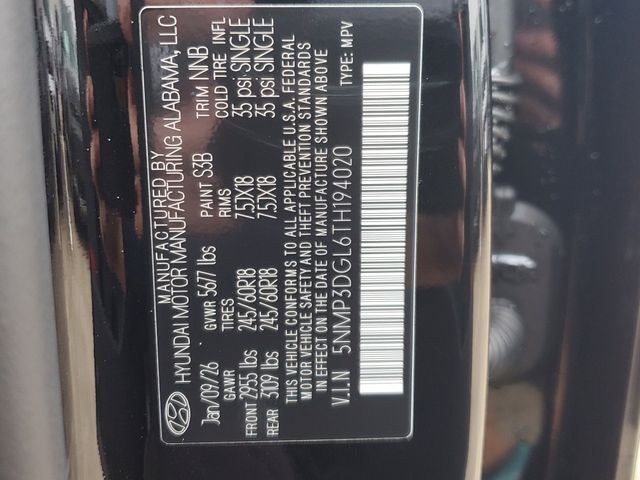 MANUFACTURED BY
HYUNDAI MOTOR MANUFACTURING ALABAMA, LLC
Jan/09/26 GVWR 5677 lbs PAINT S3B TRIM NNB
GAWR TIRES RIMS COLD TIRE INFL
FRONT 2955 lbs 245/60R18 7.5JX18 35 psi SINGLE
REAR 3109 lbs 245/60R18 7.5JX18 35 psi SINGLE
THIS VEHICLE CONFORMS TO ALL APPLICABLE U.S.A. FEDERAL
MOTOR VEHICLE SAFETY AND THEFT PREVENTION STANDARDS
IN EFFECT ON THE DATE OF MANUFACTURE SHOWN ABOVE
V.I.N 5NMP3DGL6TH194020 TYPE: MPV